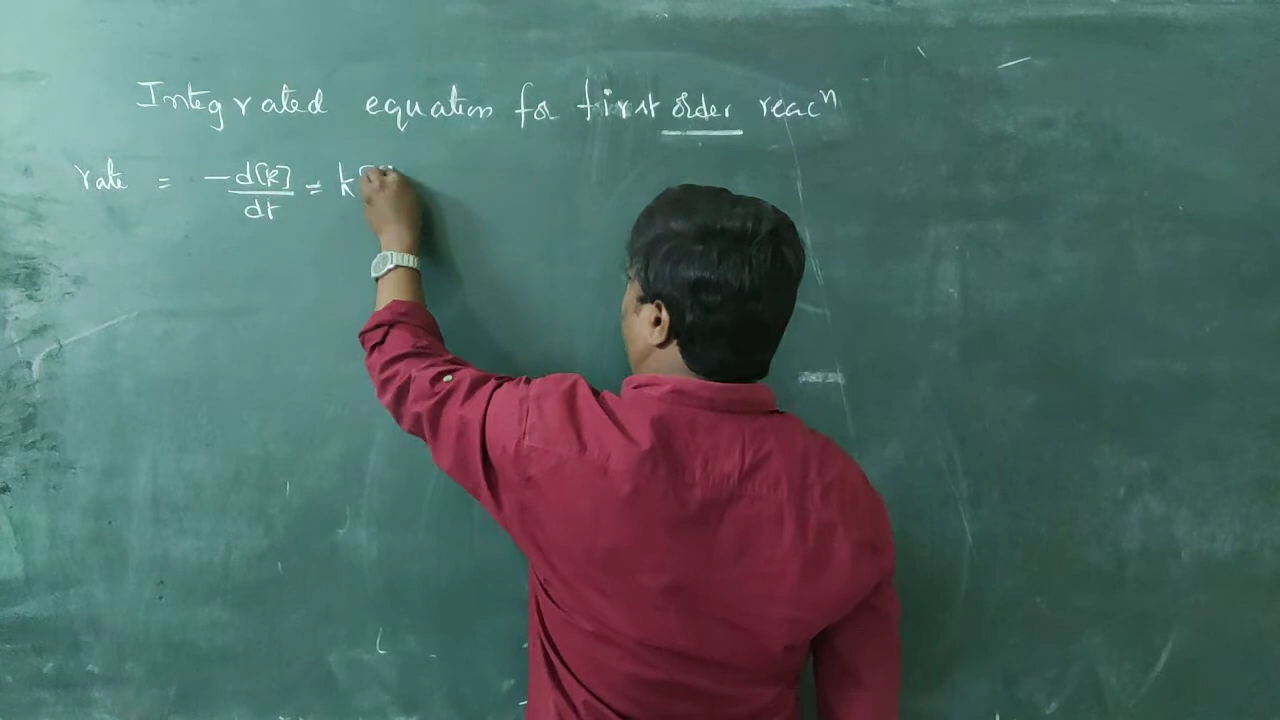 Integrated equation for first order reacⁿ
rate = -d[R]/dt = k[